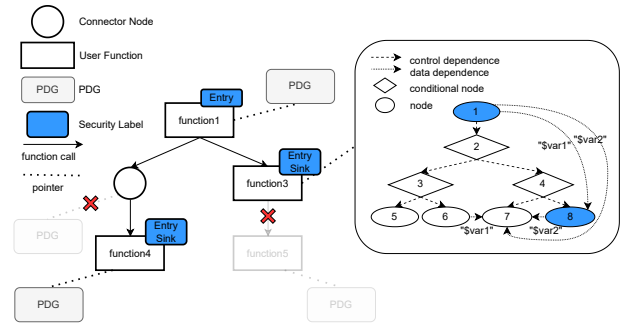 Connector Node
User Function
PDG PDG
Security Label
function call
pointer
PDG
Entry
function1
Entry
Sink
function3
PDG
Entry
Sink
function4
function5
PDG
PDG
control dependence
data dependence
conditional node
node
1
2
"$var1"
"$var2"
3
4
5
6
7
8
"$var1"
"$var2"